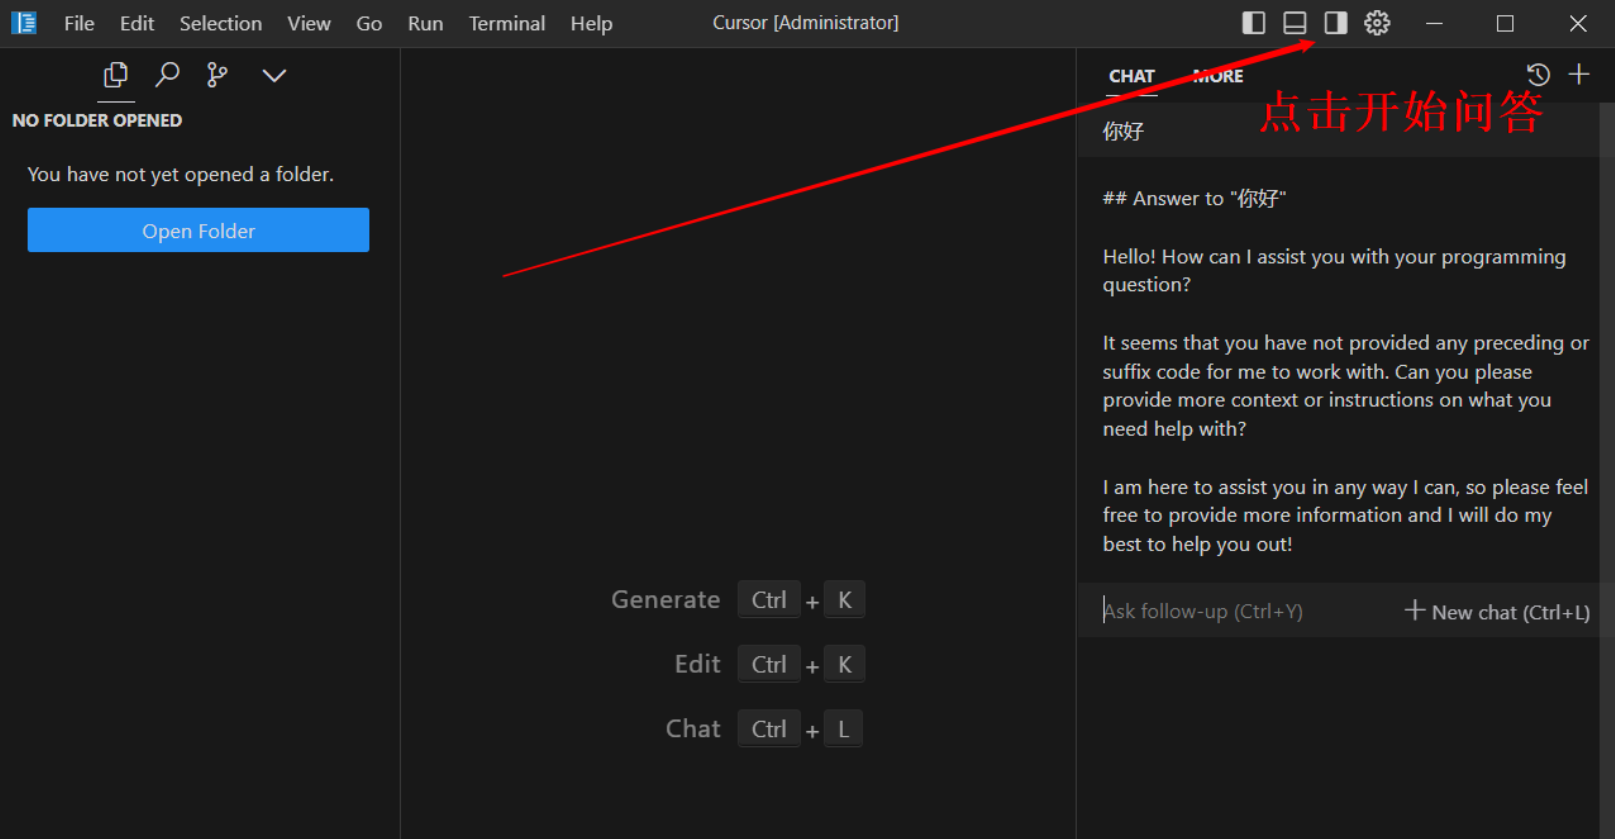 File Edit Selection View Go Run Terminal Help Cursor [Administrator]
NO FOLDER OPENED
You have not yet opened a folder.
Open Folder
Generate Ctrl + K
Edit Ctrl + K
Chat Ctrl + L
CHAT MORE
点击开始问答
你好
## Answer to "你好"
Hello! How can I assist you with your programming
question?
It seems that you have not provided any preceding or
suffix code for me to work with. Can you please
provide more context or instructions on what you
need help with?
I am here to assist you in any way I can, so please feel
free to provide more information and I will do my
best to help you out!
Ask follow-up (Ctrl+Y) New chat (Ctrl+L)